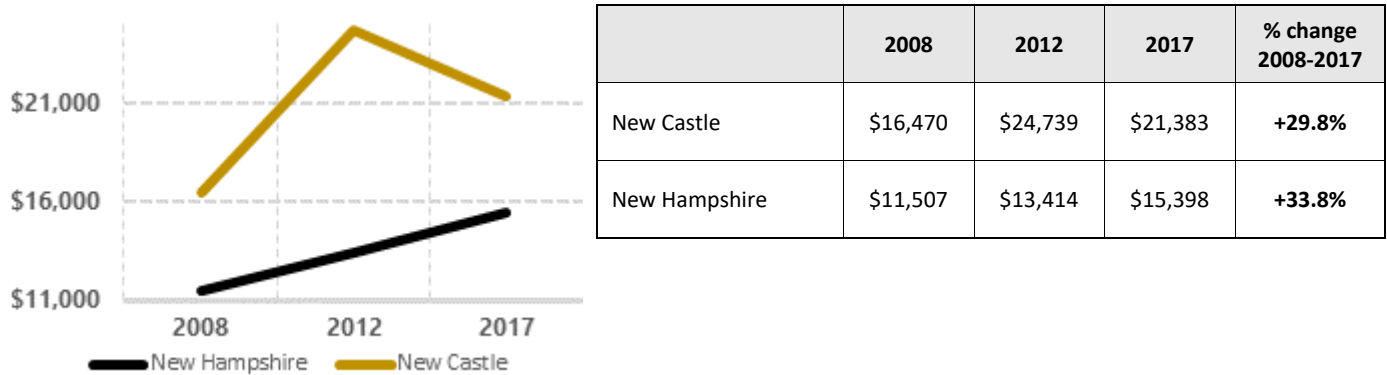 $21,000
$16,000
$11,000
2008 2012 2017
New Hampshire New Castle
2008 2012 2017 % change
2008-2017
New Castle $16,470 $24,739 $21,383 +29.8%
New Hampshire $11,507 $13,414 $15,398 +33.8%